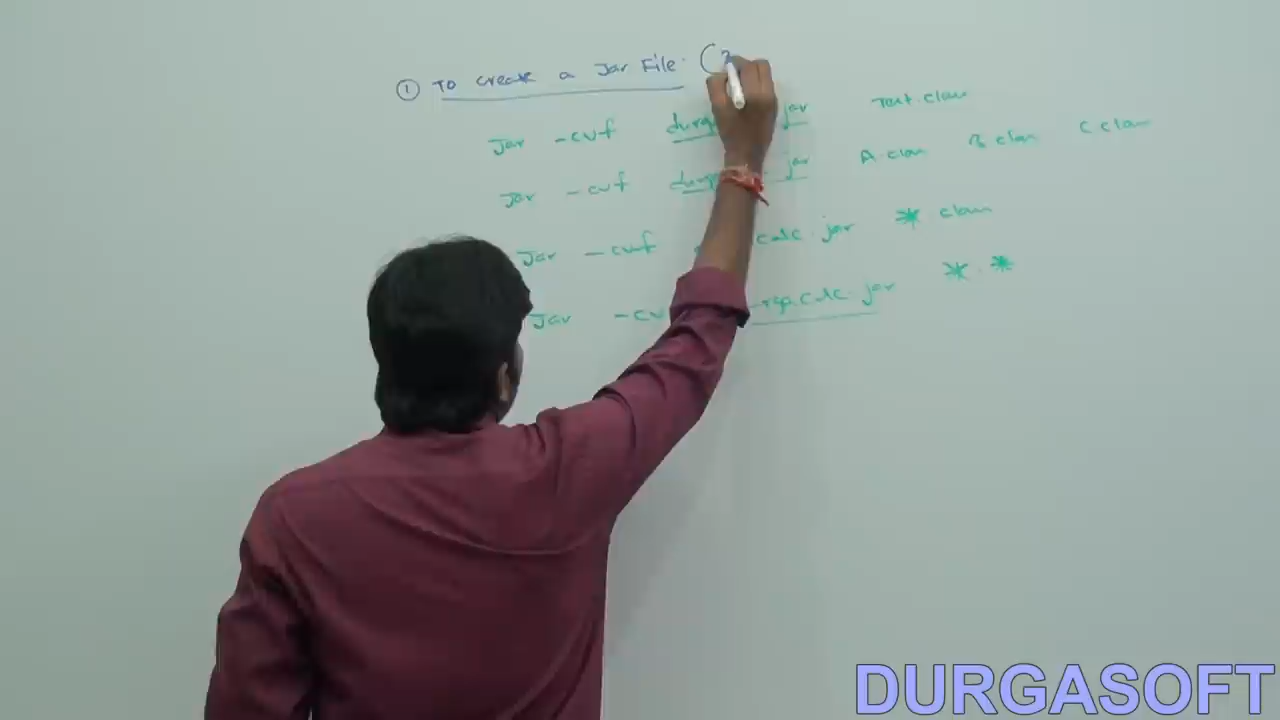 ① To create a Jar File: (
jar -cvf jar Test.class
jar -cvf jar A.class B.class C.class
jar -cvf calc.jar *.class
jar -cv calc.jar *.*
DURGASOFT